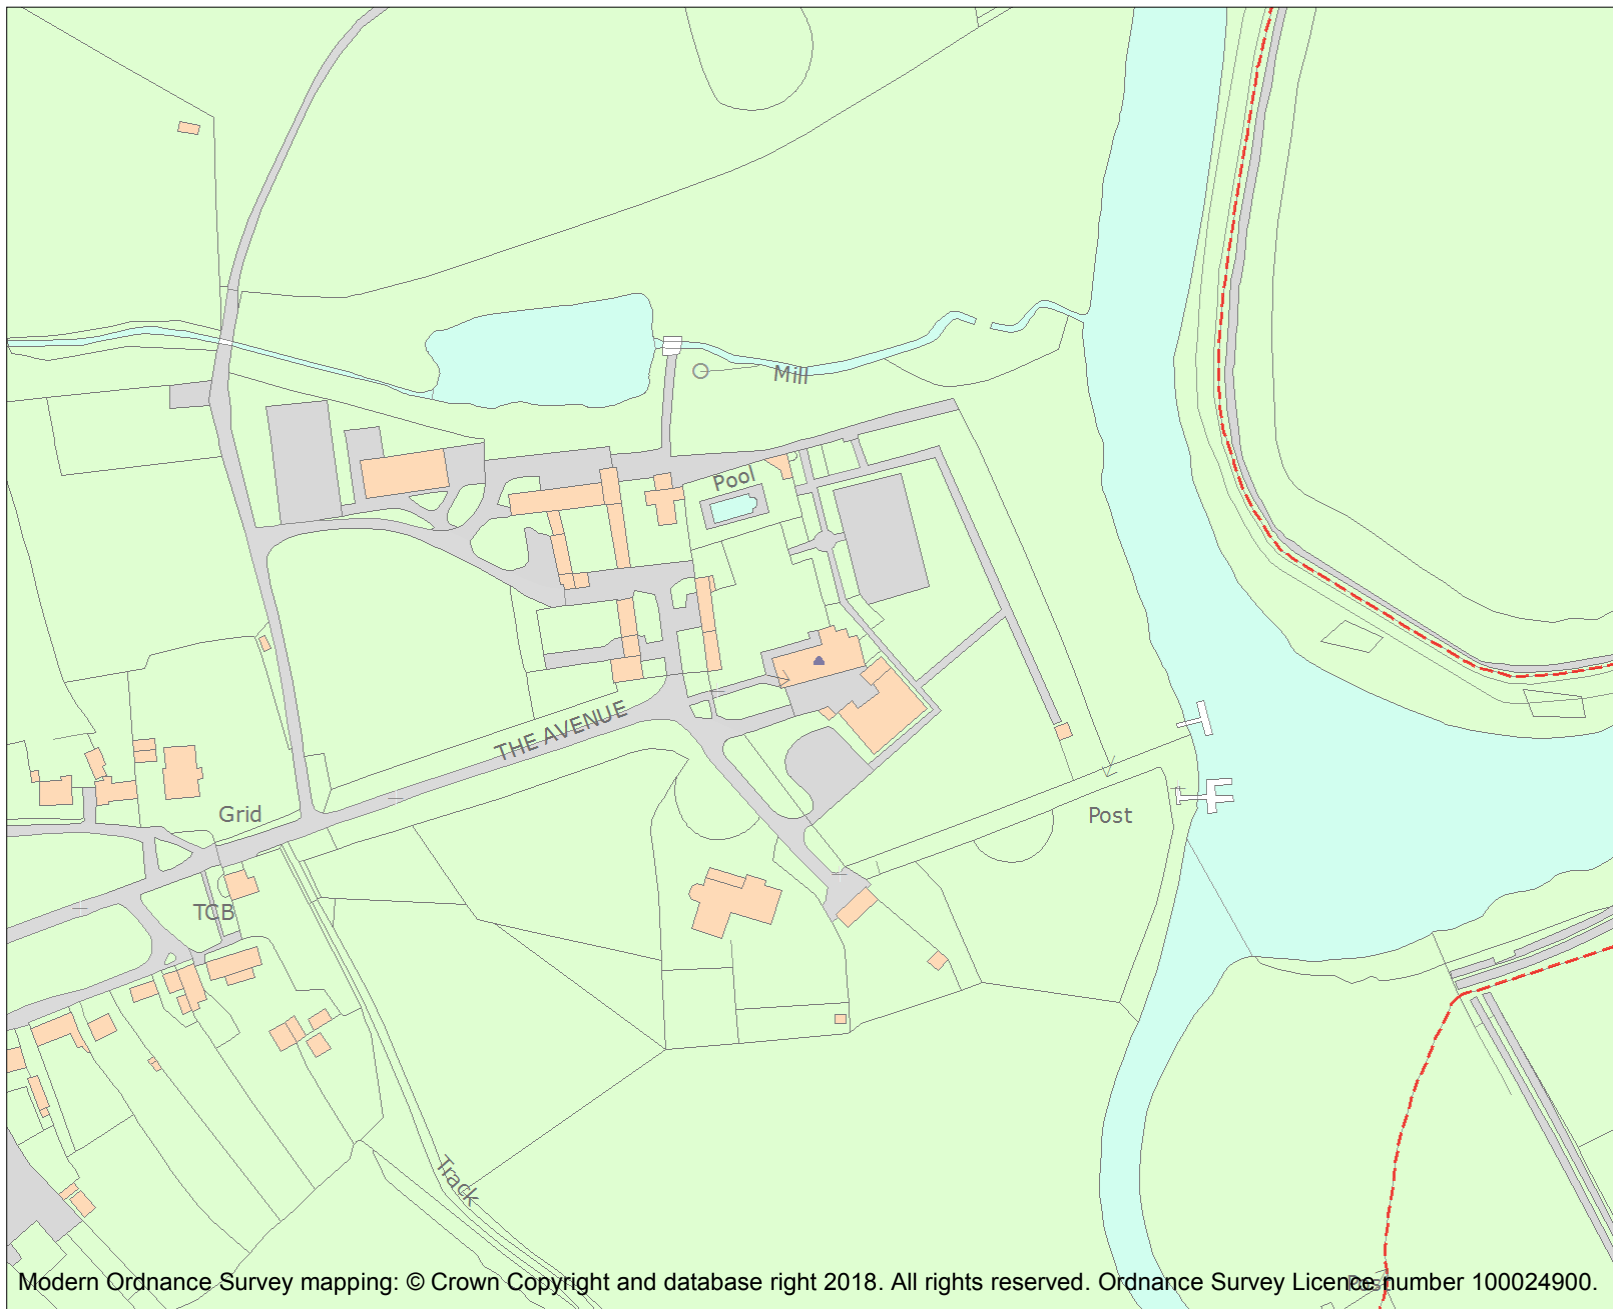 Mill
Pool
THE AVENUE
Grid
Post
TCB
Track
Post
Modern Ordnance Survey mapping: © Crown Copyright and database right 2018. All rights reserved. Ordnance Survey Licence number 100024900.